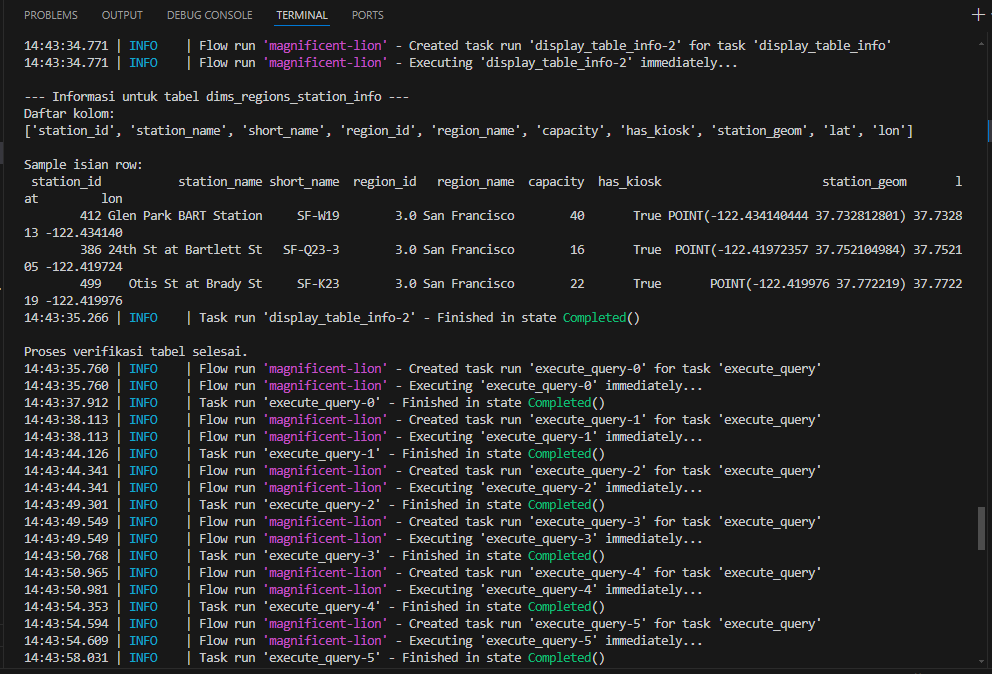 PROBLEMS OUTPUT DEBUG CONSOLE TERMINAL PORTS
14:43:34.771 | INFO    | Flow run 'magnificent-lion' - Created task run 'display_table_info-2' for task 'display_table_info'
14:43:34.771 | INFO    | Flow run 'magnificent-lion' - Executing 'display_table_info-2' immediately...
--- Informasi untuk tabel dims_regions_station_info ---
Daftar kolom:
['station_id', 'station_name', 'short_name', 'region_id', 'region_name', 'capacity', 'has_kiosk', 'station_geom', 'lat', 'lon']
Sample isian row:
station_id station_name short_name region_id region_name capacity has_kiosk station_geom l
at lon
412 Glen Park BART Station SF-W19 3.0 San Francisco 40 True POINT(-122.434140444 37.732812801) 37.7328
13 -122.434140
386 24th St at Bartlett St SF-Q23-3 3.0 San Francisco 16 True POINT(-122.41972357 37.752104984) 37.7521
05 -122.419724
499 Otis St at Brady St SF-K23 3.0 San Francisco 22 True POINT(-122.419976 37.772219) 37.7722
19 -122.419976
14:43:35.266 | INFO    | Task run 'display_table_info-2' - Finished in state Completed()
Proses verifikasi tabel selesai.
14:43:35.760 | INFO    | Flow run 'magnificent-lion' - Created task run 'execute_query-0' for task 'execute_query'
14:43:35.760 | INFO    | Flow run 'magnificent-lion' - Executing 'execute_query-0' immediately...
14:43:37.912 | INFO    | Task run 'execute_query-0' - Finished in state Completed()
14:43:38.113 | INFO    | Flow run 'magnificent-lion' - Created task run 'execute_query-1' for task 'execute_query'
14:43:38.113 | INFO    | Flow run 'magnificent-lion' - Executing 'execute_query-1' immediately...
14:43:44.126 | INFO    | Task run 'execute_query-1' - Finished in state Completed()
14:43:44.341 | INFO    | Flow run 'magnificent-lion' - Created task run 'execute_query-2' for task 'execute_query'
14:43:44.341 | INFO    | Flow run 'magnificent-lion' - Executing 'execute_query-2' immediately...
14:43:49.301 | INFO    | Task run 'execute_query-2' - Finished in state Completed()
14:43:49.549 | INFO    | Flow run 'magnificent-lion' - Created task run 'execute_query-3' for task 'execute_query'
14:43:49.549 | INFO    | Flow run 'magnificent-lion' - Executing 'execute_query-3' immediately...
14:43:50.768 | INFO    | Task run 'execute_query-3' - Finished in state Completed()
14:43:50.965 | INFO    | Flow run 'magnificent-lion' - Created task run 'execute_query-4' for task 'execute_query'
14:43:50.981 | INFO    | Flow run 'magnificent-lion' - Executing 'execute_query-4' immediately...
14:43:54.353 | INFO    | Task run 'execute_query-4' - Finished in state Completed()
14:43:54.594 | INFO    | Flow run 'magnificent-lion' - Created task run 'execute_query-5' for task 'execute_query'
14:43:54.609 | INFO    | Flow run 'magnificent-lion' - Executing 'execute_query-5' immediately...
14:43:58.031 | INFO    | Task run 'execute_query-5' - Finished in state Completed()